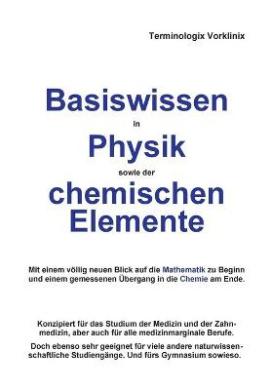 Terminologix Vorklinix
Basiswissen
in
Physik
sowie der
chemischen
Elemente
Mit einem völlig neuen Blick auf die Mathematik zu Beginn
und einem gemessenen Übergang in die Chemie am Ende.
Konzipiert für das Studium der Medizin und der Zahn-
medizin, aber auch für alle medizinmarginale Berufe.
Doch ebenso sehr geeignet für viele andere naturwissen-
schaftliche Studiengänge. Und fürs Gymnasium sowieso.